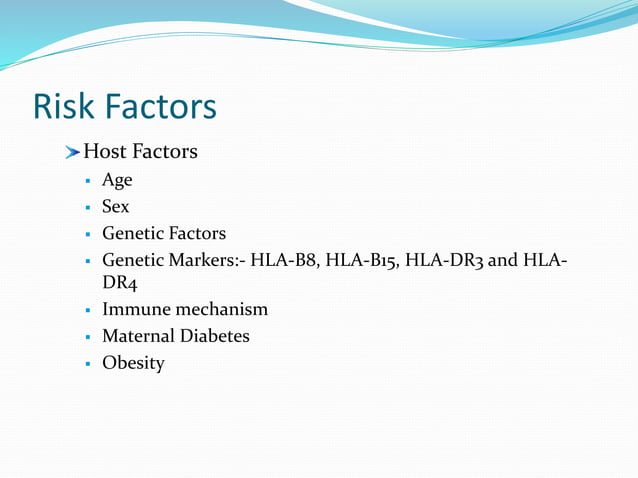 Risk Factors
Host Factors
Age
Sex
Genetic Factors
Genetic Markers:- HLA-B8, HLA-B15, HLA-DR3 and HLA-
DR4
Immune mechanism
Maternal Diabetes
Obesity